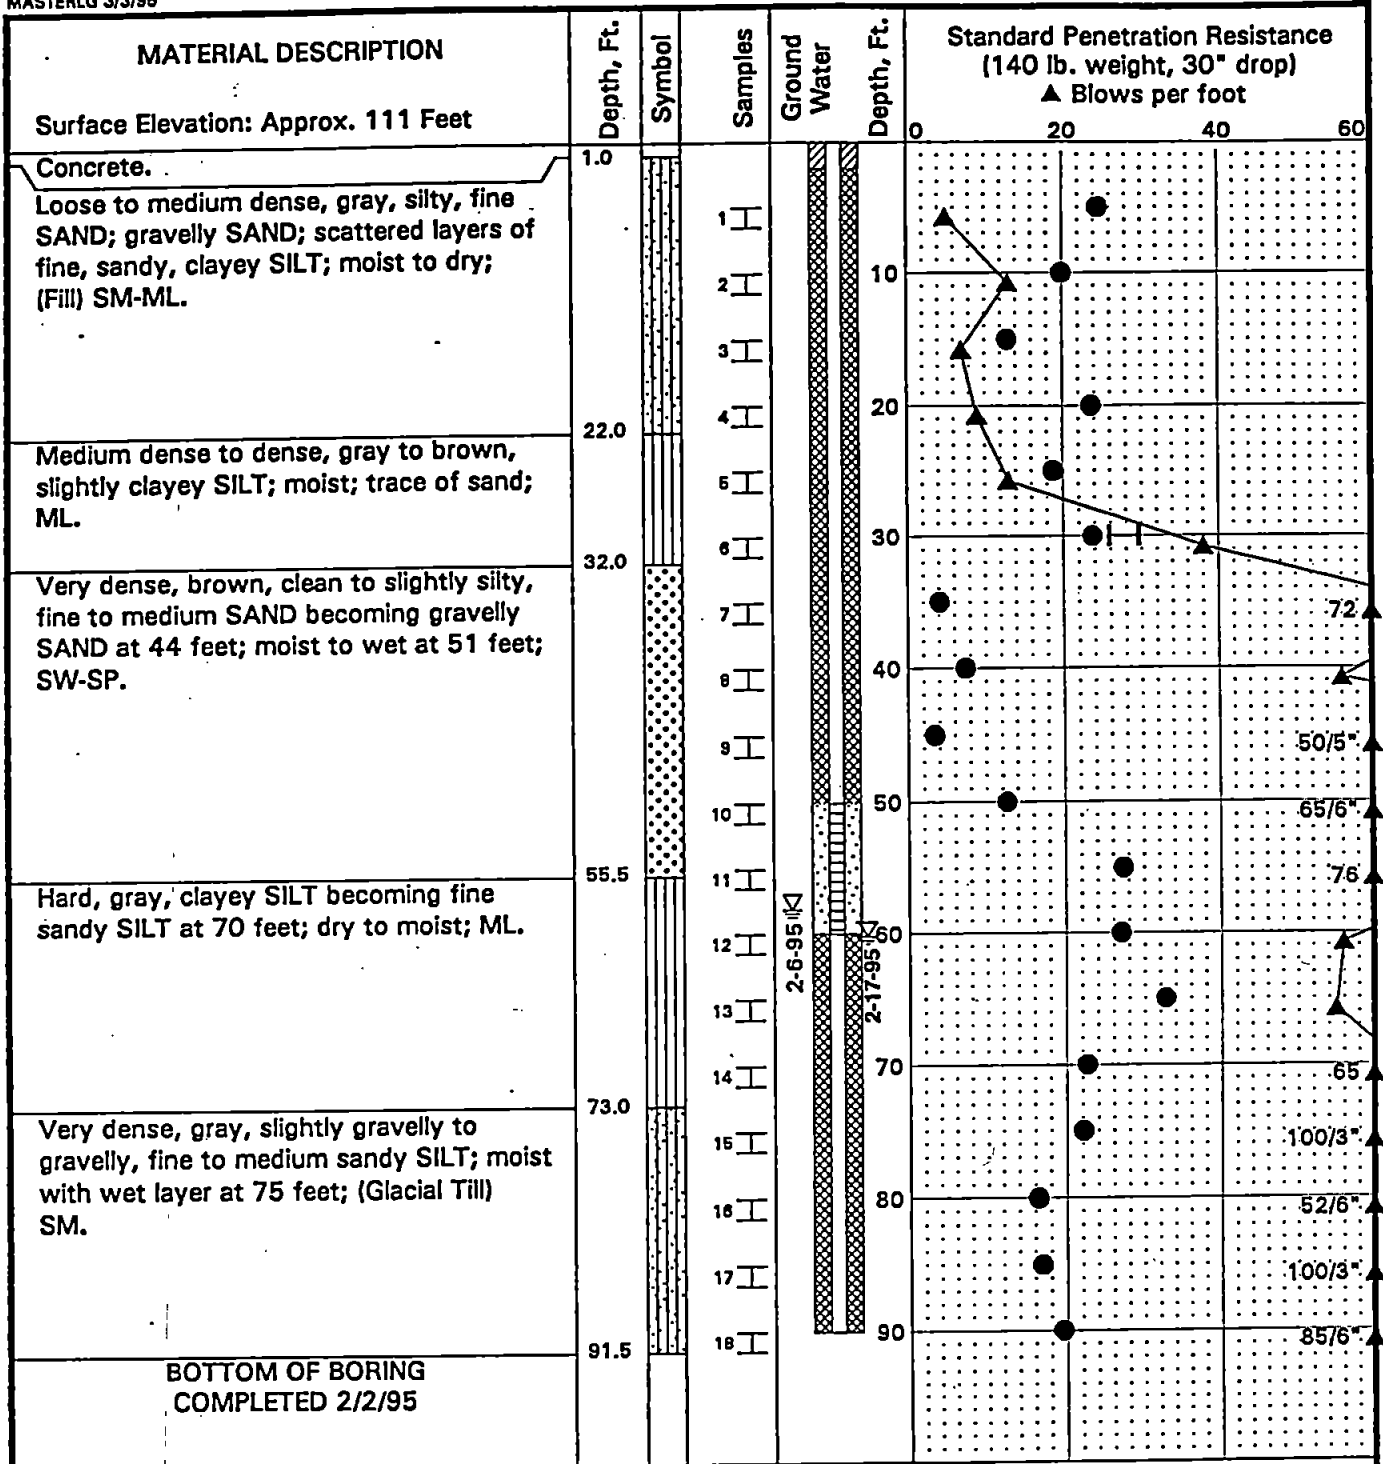 MASTERLG 3/3/95
MATERIAL DESCRIPTION
Surface Elevation: Approx. 111 Feet
Depth, Ft.
Symbol
Samples
Ground
Water
Depth, Ft.
Standard Penetration Resistance
(140 lb. weight, 30" drop)
▲ Blows per foot
0 20 40 60
Concrete.
1.0
Loose to medium dense, gray, silty, fine
SAND; gravelly SAND; scattered layers of
fine, sandy, clayey SILT; moist to dry;
(Fill) SM-ML.
22.0
Medium dense to dense, gray to brown,
slightly clayey SILT; moist; trace of sand;
ML.
32.0
Very dense, brown, clean to slightly silty,
fine to medium SAND becoming gravelly
SAND at 44 feet; moist to wet at 51 feet;
SW-SP.
55.5
Hard, gray, clayey SILT becoming fine
sandy SILT at 70 feet; dry to moist; ML.
73.0
Very dense, gray, slightly gravelly to
gravelly, fine to medium sandy SILT; moist
with wet layer at 75 feet; (Glacial Till)
SM.
91.5
BOTTOM OF BORING
COMPLETED 2/2/95
1
2
3
4
5
6
7
8
9
10
11
12
13
14
15
16
17
18
2-6-95
2-17-95
10
20
30
40
50
60
70
80
90
72
50/5"
65/6"
76
65
100/3"
52/6"
100/3"
85/6"